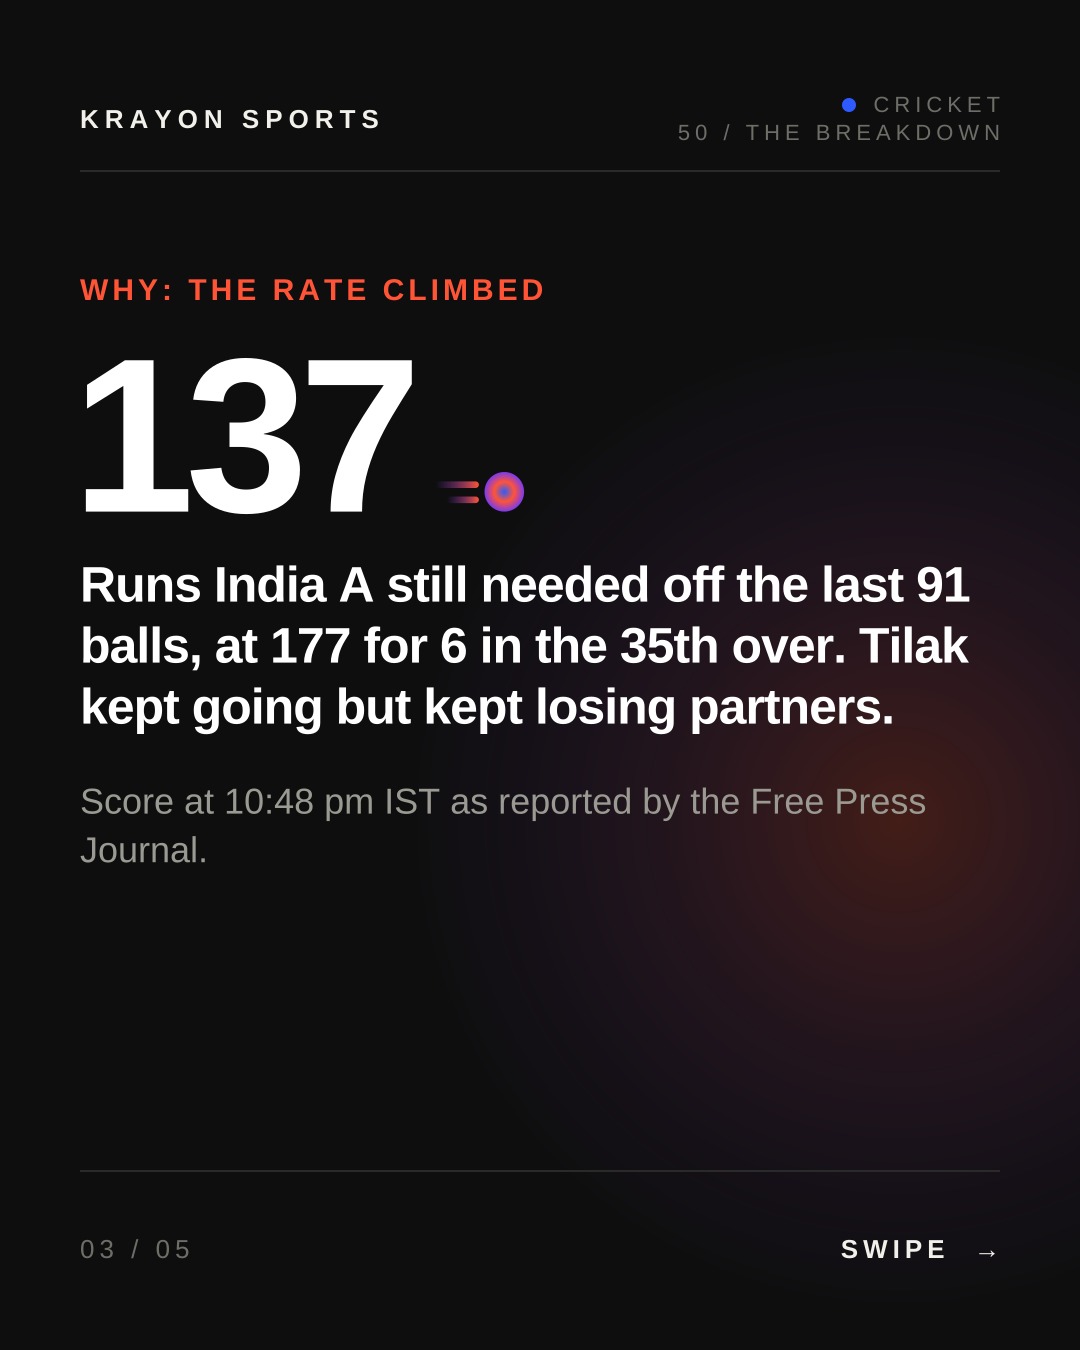 KRAYON SPORTS
CRICKET
50 / THE BREAKDOWN
WHY: THE RATE CLIMBED
137
Runs India A still needed off the last 91
balls, at 177 for 6 in the 35th over. Tilak
kept going but kept losing partners.
Score at 10:48 pm IST as reported by the Free Press
Journal.
03 / 05
SWIPE →